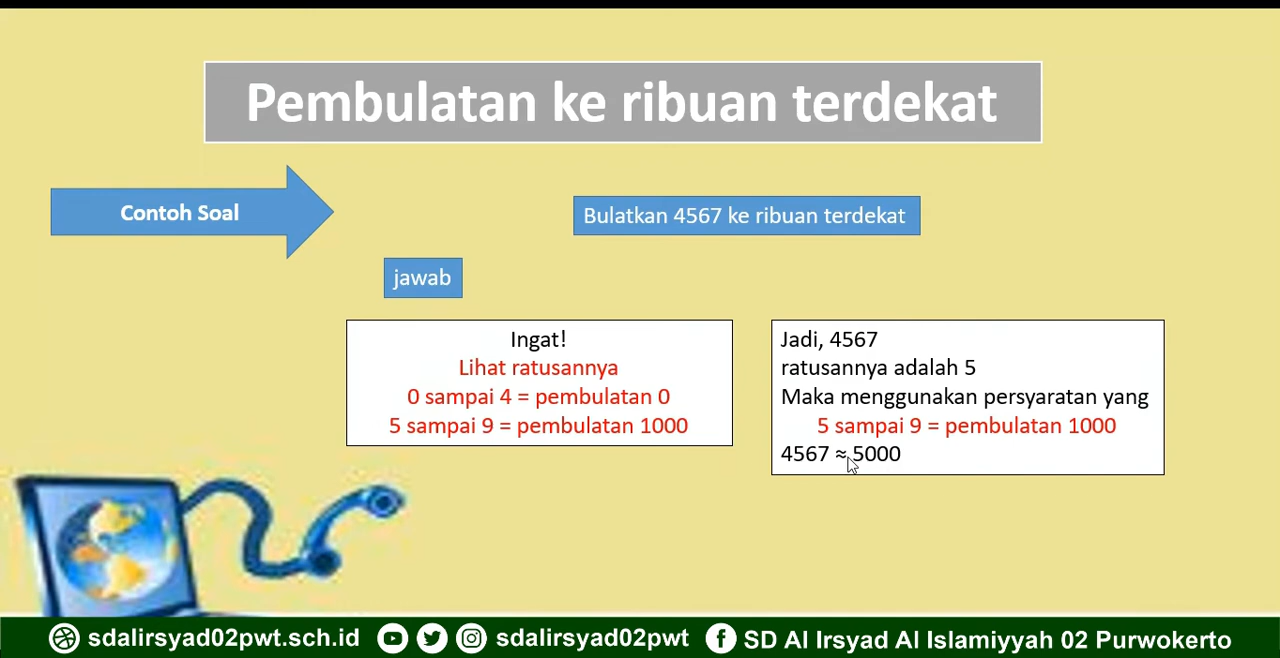 Pembulatan ke ribuan terdekat
Contoh Soal
Bulatkan 4567 ke ribuan terdekat
jawab
Ingat!
Lihat ratusannya
0 sampai 4 = pembulatan 0
5 sampai 9 = pembulatan 1000
Jadi, 4567
ratusannya adalah 5
Maka menggunakan persyaratan yang
5 sampai 9 = pembulatan 1000
4567 ≈ 5000
sdalirsyad02pwt.sch.id
sdalirsyad02pwt
SD Al Irsyad Al Islamiyyah 02 Purwokerto